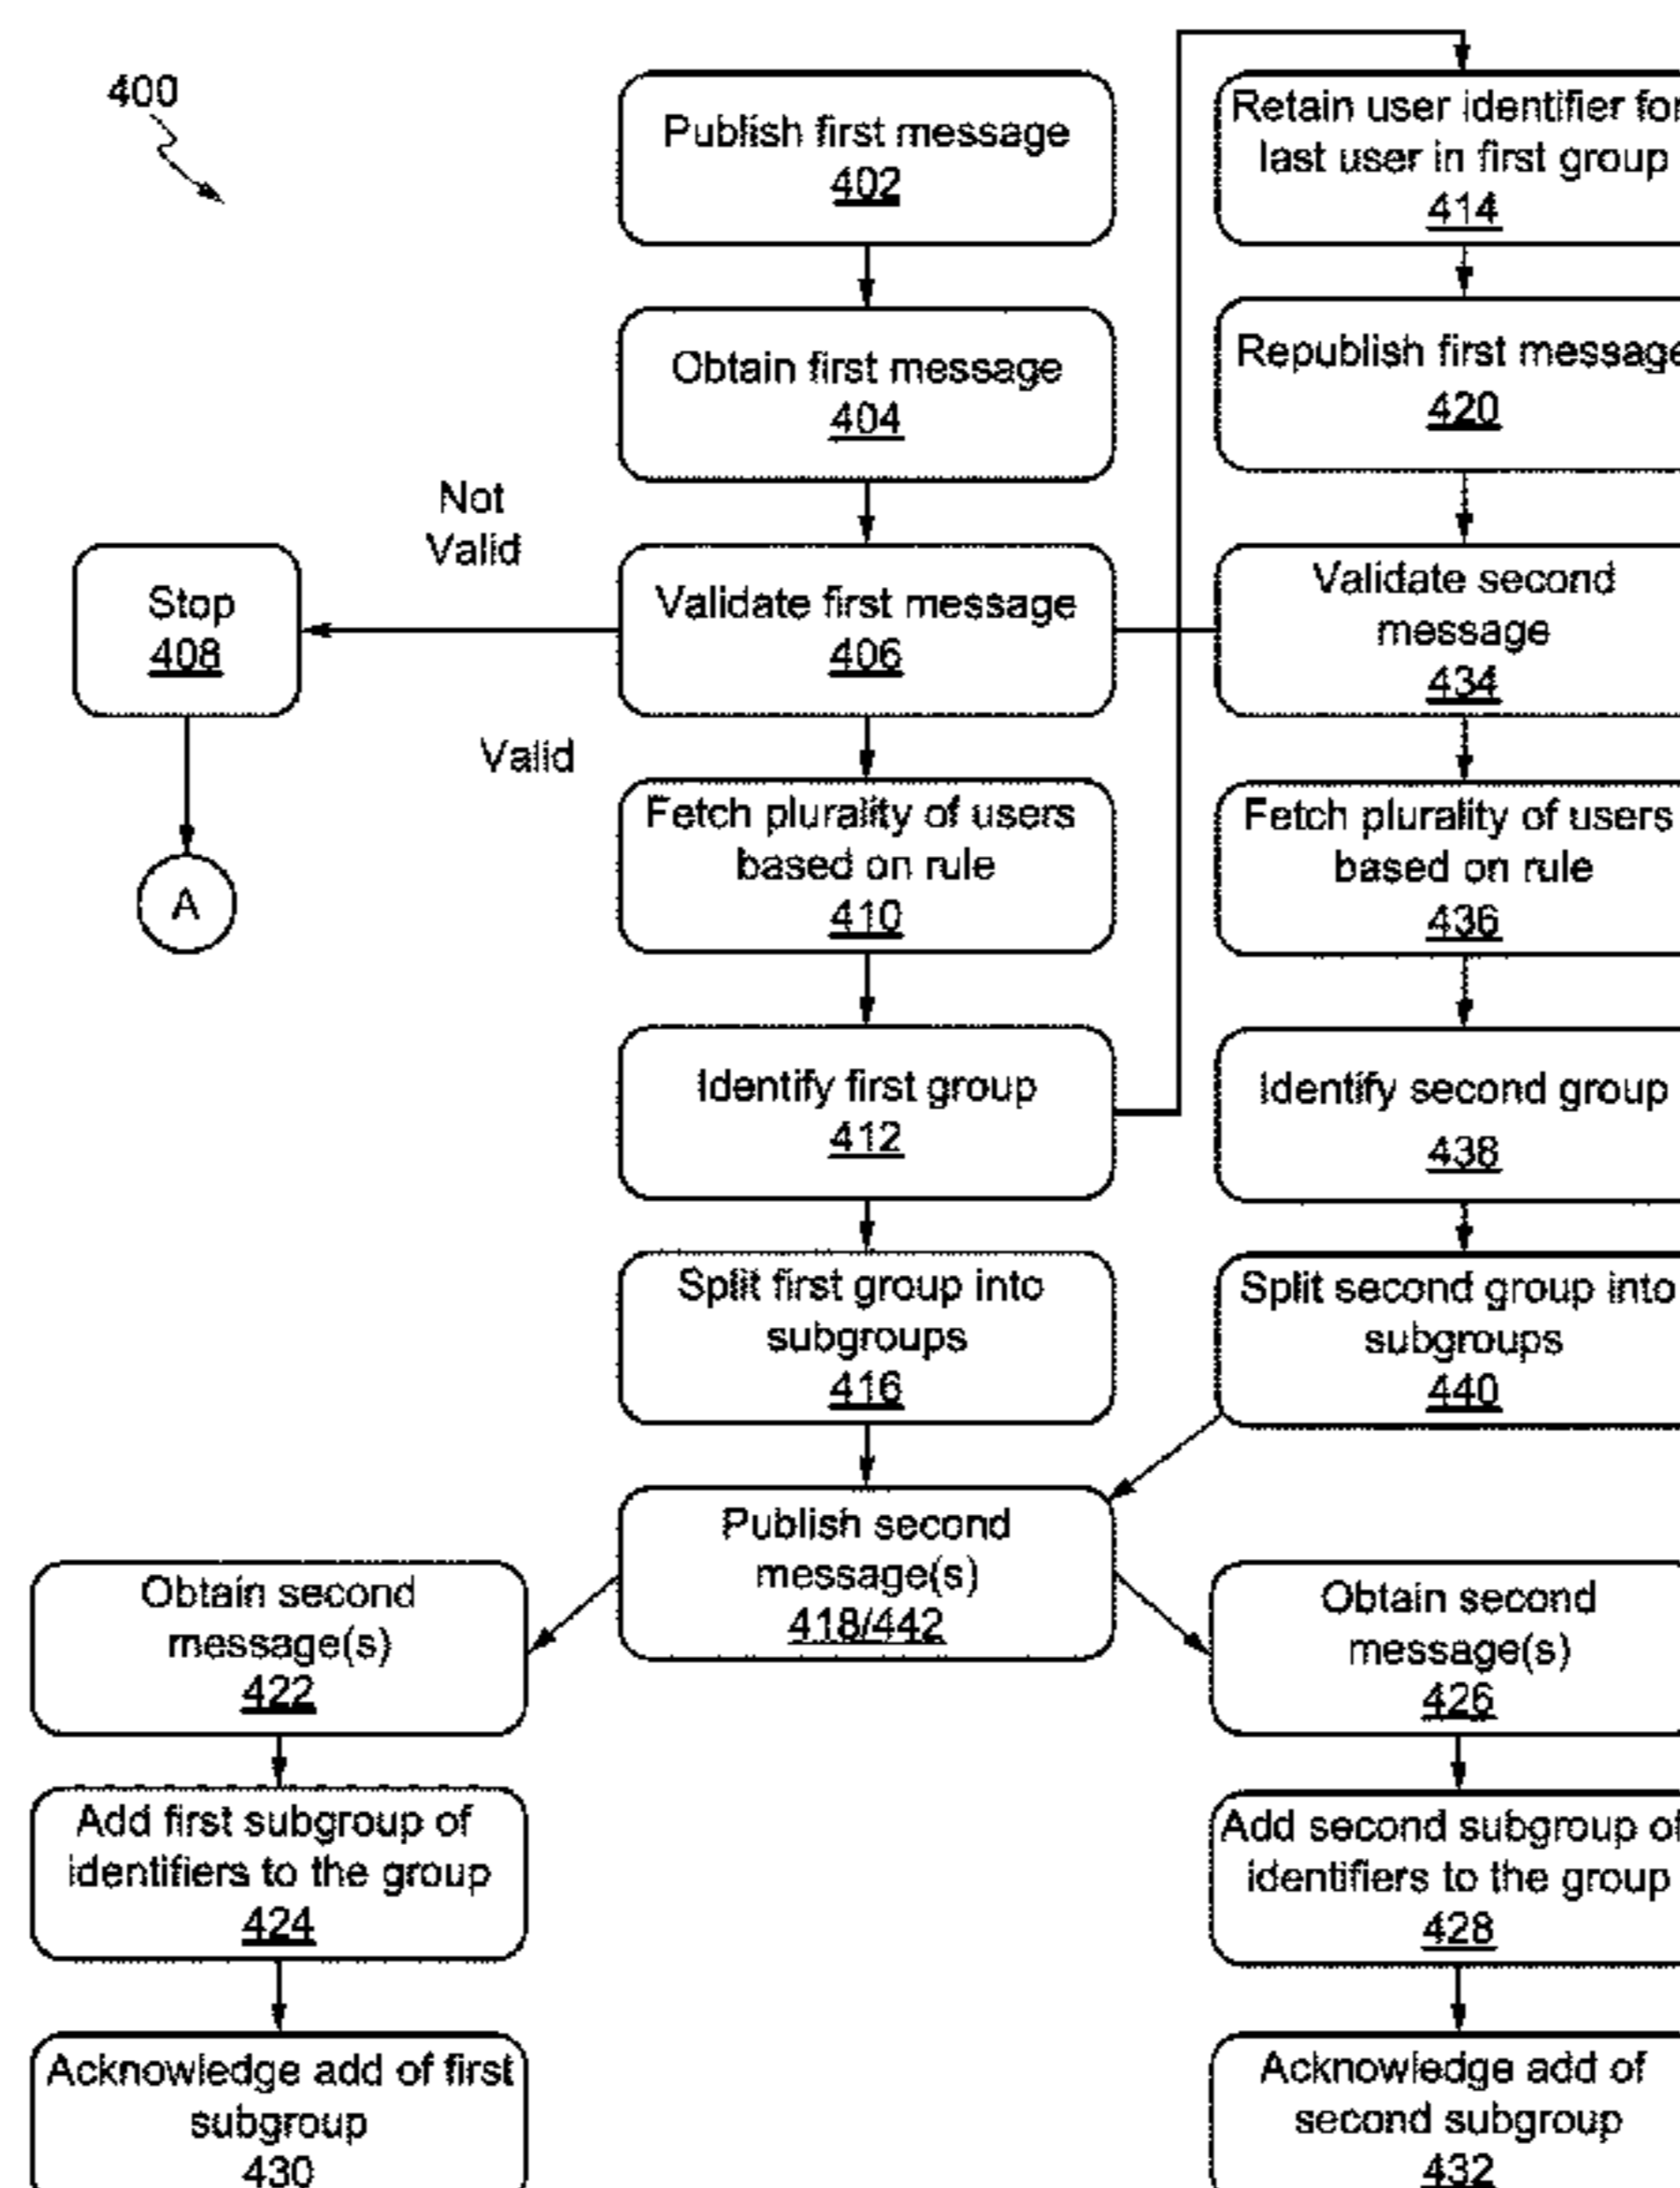 400
Publish first message
402
Obtain first message
404
Not
Valid
Stop
408
A
Validate first message
406
Valid
Fetch plurality of users
based on rule
410
Identify first group
412
Split first group into
subgroups
416
Publish second
message(s)
418/442
Retain user identifier for
last user in first group
414
Republish first message
420
Validate second
message
434
Fetch plurality of users
based on rule
436
Identify second group
438
Split second group into
subgroups
440
Obtain second
message(s)
422
Add first subgroup of
identifiers to the group
424
Acknowledge add of first
subgroup
430
Obtain second
message(s)
426
Add second subgroup of
identifiers to the group
428
Acknowledge add of
second subgroup
432